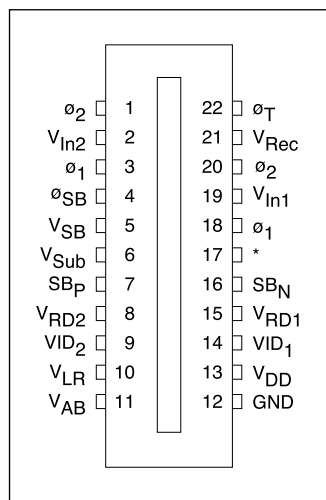 ø2 1 22 øT
VIn2 2 21 VRec
ø1 3 20 ø2
øSB 4 19 VIn1
VSB 5 18 ø1
VSub 6 17 *
SBP 7 16 SBN
VRD2 8 15 VRD1
VID2 9 14 VID1
VLR 10 13 VDD
VAB 11 12 GND